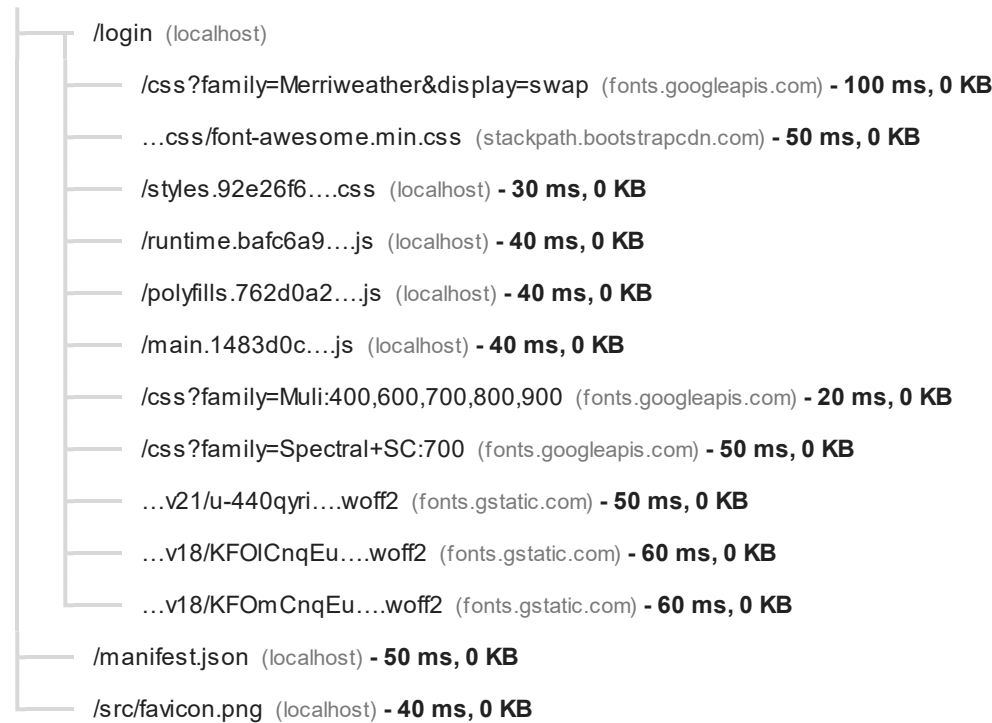 /login (localhost)
/css?family=Merriweather&display=swap (fonts.googleapis.com) - 100 ms, 0 KB
…css/font-awesome.min.css (stackpath.bootstrapcdn.com) - 50 ms, 0 KB
/styles.92e26f6….css (localhost) - 30 ms, 0 KB
/runtime.bafc6a9….js (localhost) - 40 ms, 0 KB
/polyfills.762d0a2….js (localhost) - 40 ms, 0 KB
/main.1483d0c….js (localhost) - 40 ms, 0 KB
/css?family=Muli:400,600,700,800,900 (fonts.googleapis.com) - 20 ms, 0 KB
/css?family=Spectral+SC:700 (fonts.googleapis.com) - 50 ms, 0 KB
…v21/u-440qyri….woff2 (fonts.gstatic.com) - 50 ms, 0 KB
…v18/KFOlCnqEu….woff2 (fonts.gstatic.com) - 60 ms, 0 KB
…v18/KFOmCnqEu….woff2 (fonts.gstatic.com) - 60 ms, 0 KB
/manifest.json (localhost) - 50 ms, 0 KB
/src/favicon.png (localhost) - 40 ms, 0 KB